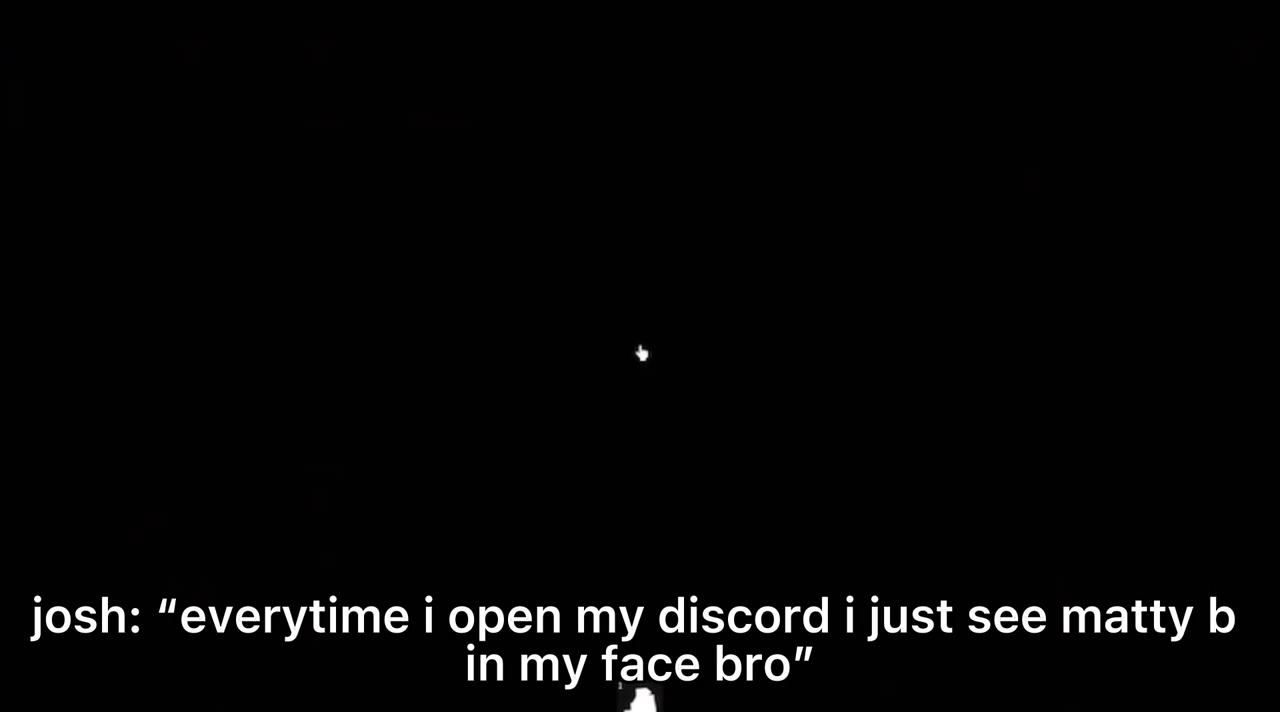 josh: “everytime i open my discord i just see matty b
in my face bro”